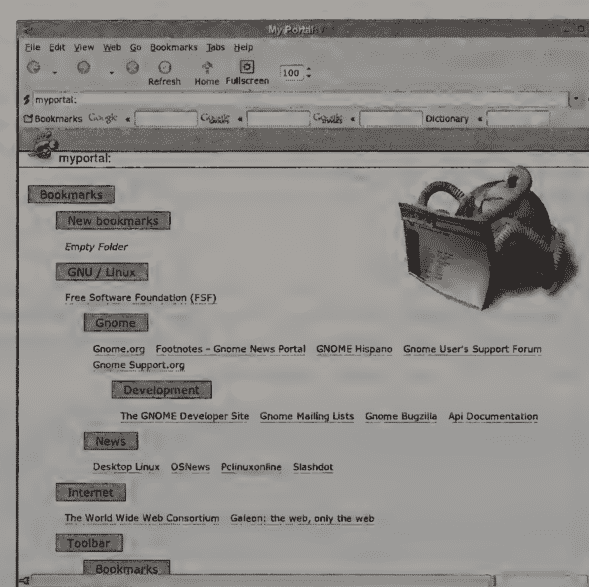 My Portal
File Edit View Web Go Bookmarks Tabs Help
Refresh Home Fullscreen 100
myportal:
Bookmarks Google Google Google Dictionary
myportal:
Bookmarks
New bookmarks
Empty Folder
GNU / Linux
Free Software Foundation (FSF)
Gnome
Gnome.org Footnotes - Gnome News Portal GNOME Hispano Gnome User's Support Forum
Gnome Support.org
Development
The GNOME Developer Site Gnome Mailing Lists Gnome Bugzilla Api Documentation
News
Desktop Linux OSNews Pclinuxonline Slashdot
Internet
The World Wide Web Consortium Galeon: the web, only the web
Toolbar
Bookmarks